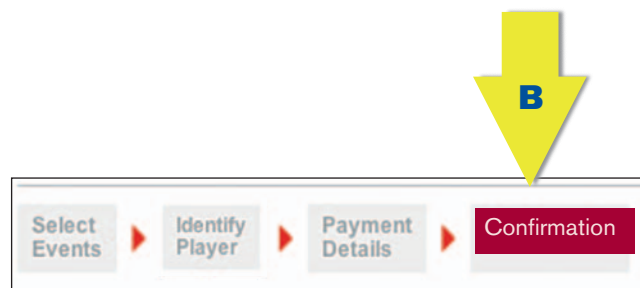 B
Select Events
Identify Player
Payment Details
Confirmation